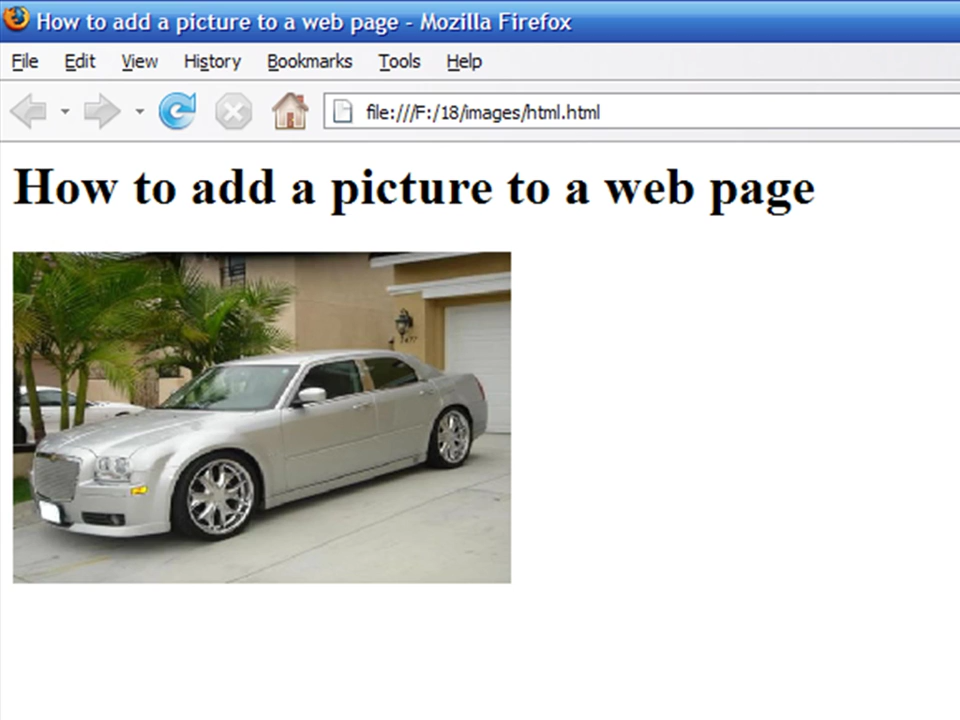 How to add a picture to a web page - Mozilla Firefox
File Edit View History Bookmarks Tools Help
file:///F:/18/images/html.html
How to add a picture to a web page